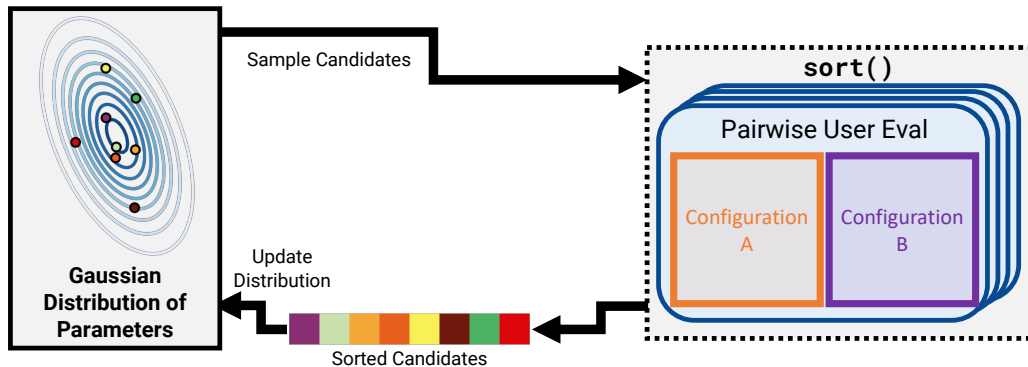 Gaussian
Distribution of
Parameters
Sample Candidates
sort()
Pairwise User Eval
Configuration
A
Configuration
B
Update
Distribution
Sorted Candidates